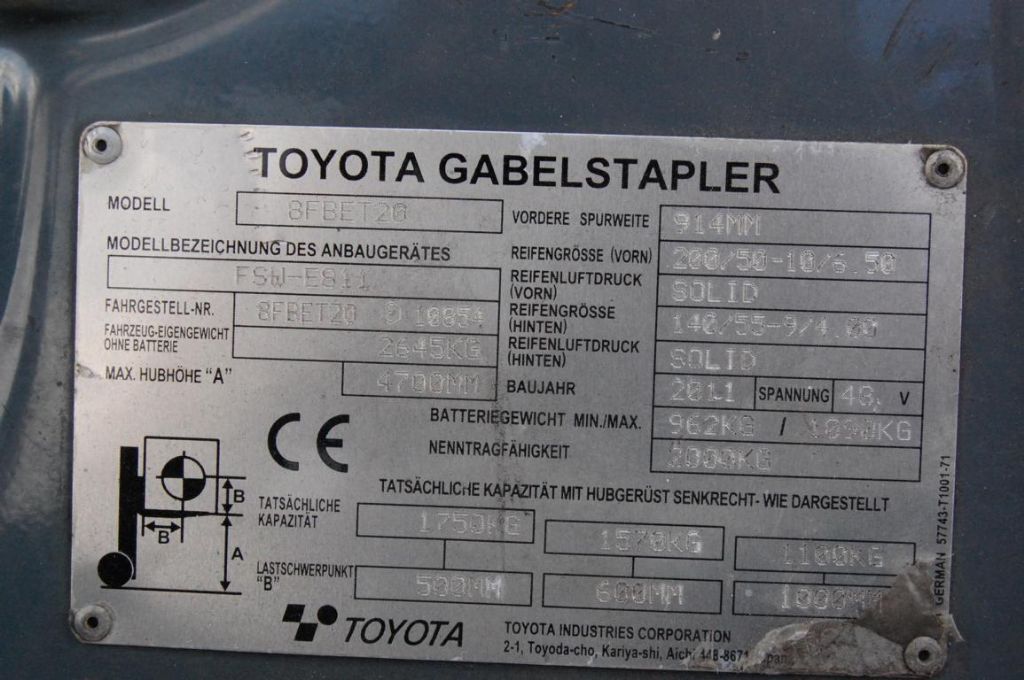 TOYOTA GABELSTAPLER
MODELL 8FBET20
MODELLBEZEICHNUNG DES ANBAUGERÄTES
FSW-E811
FAHRGESTELL-NR. 8FBET20 D 10854
FAHRZEUG-EIGENGEWICHT
OHNE BATTERIE 2645KG
MAX. HUBHÖHE "A" 4700MM
VORDERE SPURWEITE 914MM
REIFENGRÖSSE (VORN) 200/50-10/6.50
REIFENLUFTDRUCK
(VORN) SOLID
REIFENGRÖSSE
(HINTEN) 140/55-9/4.00
REIFENLUFTDRUCK
(HINTEN) SOLID
BAUJAHR 2011 SPANNUNG 48. V
BATTERIEGEWICHT MIN./MAX. 962KG /
NENNTRAGFÄHIGKEIT 2000KG
CE
B
B
A
TATSÄCHLICHE KAPAZITÄT MIT HUBGERÜST SENKRECHT- WIE DARGESTELLT
TATSÄCHLICHE
KAPAZITÄT 1750KG 1570KG 1100KG
LASTSCHWERPUNKT
"B" 500MM 600MM 1000MM
TOYOTA
TOYOTA INDUSTRIES CORPORATION
2-1, Toyoda-cho, Kariya-shi, Aichi 448-8671
GERMAN 57743-T1001-71